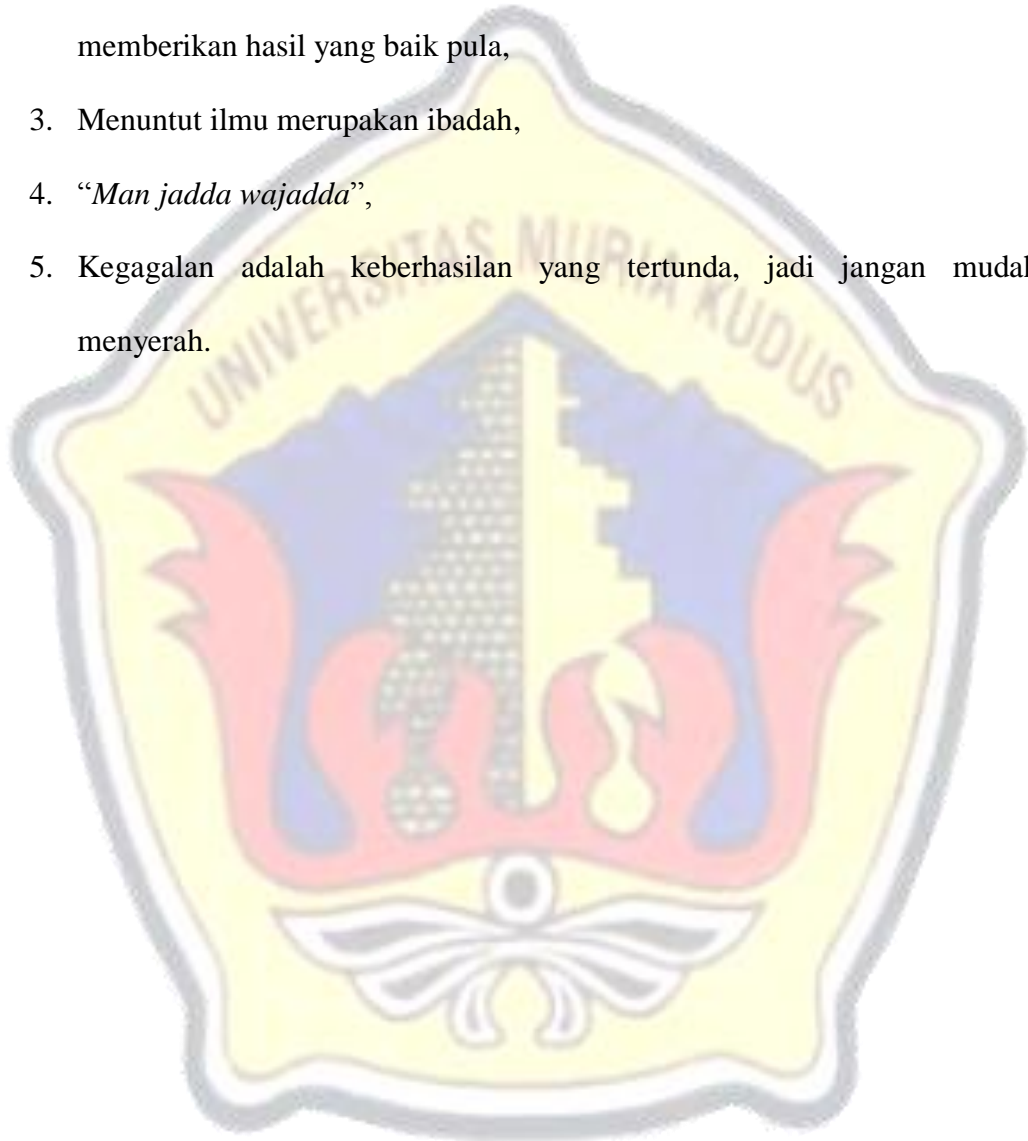 memberikan hasil yang baik pula,
3. Menuntut ilmu merupakan ibadah,
4. “Man jadda wajadda”,
5. Kegagalan adalah keberhasilan yang tertunda, jadi jangan mudah
menyerah.
UNIVERSITAS MURIA KUDUS